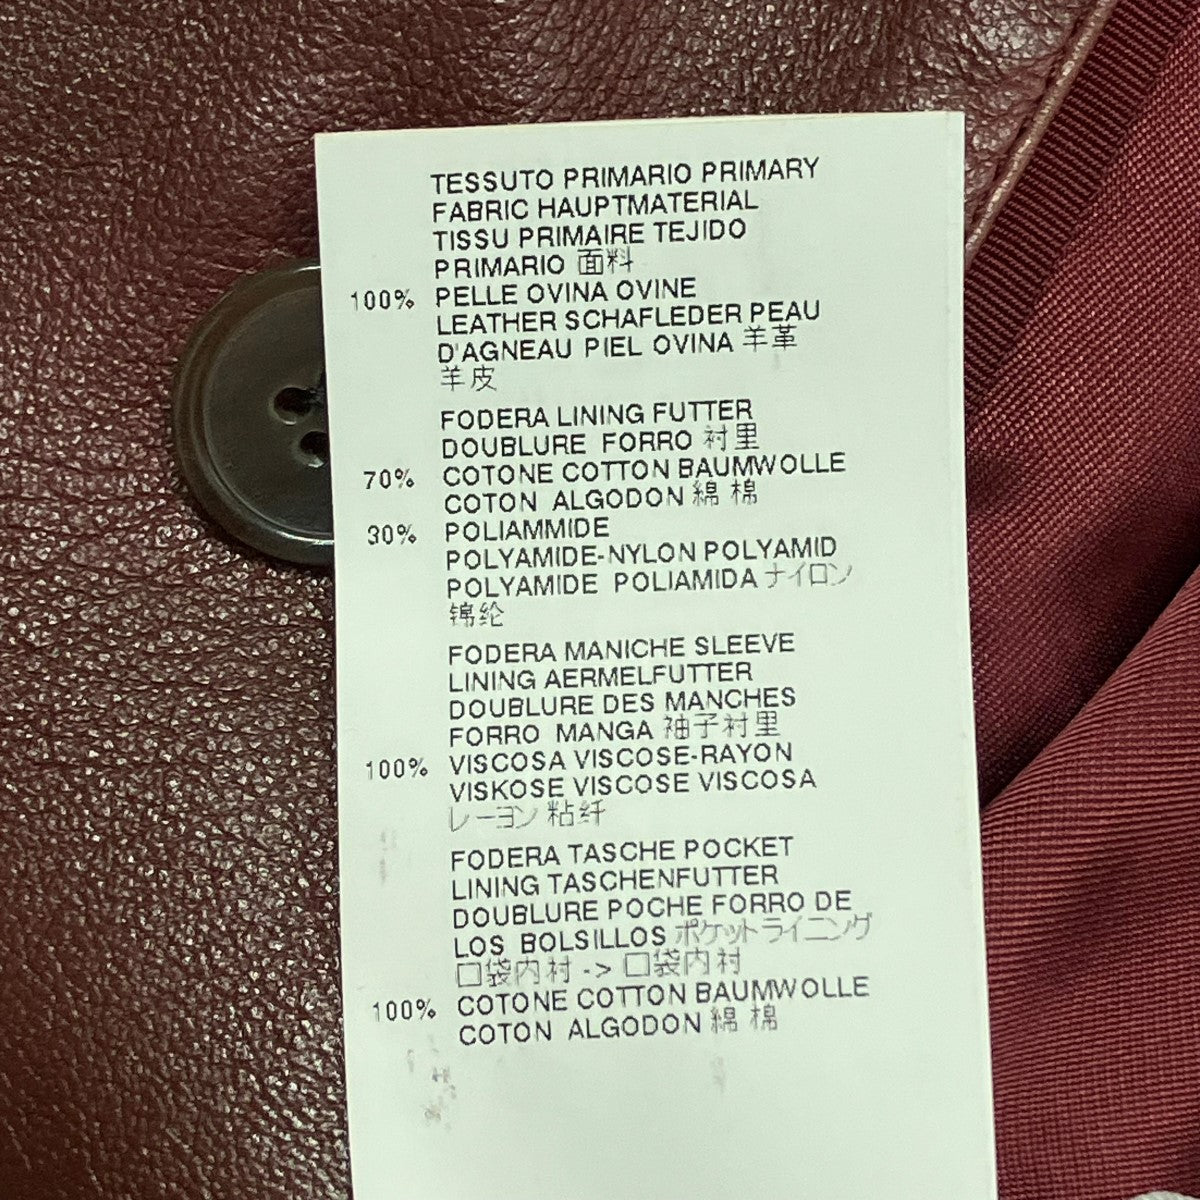 TESSUTO PRIMARIO PRIMARY
FABRIC HAUPTMATERIAL
TISSU PRIMAIRE TEJIDO
PRIMARIO 面料
100% PELLE OVINA OVINE
LEATHER SCHAFLEDER PEAU
D'AGNEAU PIEL OVINA 羊革
羊皮
FODERA LINING FUTTER
DOUBLURE FORRO 衬里
70% COTONE COTTON BAUMWOLLE
COTON ALGODON 綿 棉
30% POLIAMMIDE
POLYAMIDE-NYLON POLYAMID
POLYAMIDE POLIAMIDA ナイロン
锦纶
FODERA MANICHE SLEEVE
LINING AERMELFUTTER
DOUBLURE DES MANCHES
FORRO MANGA 袖子衬里
100% VISCOSA VISCOSE-RAYON
VISKOSE VISCOSE VISCOSA
レーヨン 粘纤
FODERA TASCHE POCKET
LINING TASCHENFUTTER
DOUBLURE POCHE FORRO DE
LOS BOLSILLOS ポケットライニング
口袋内衬 -> 口袋内衬
100% COTONE COTTON BAUMWOLLE
COTON ALGODON 綿 棉